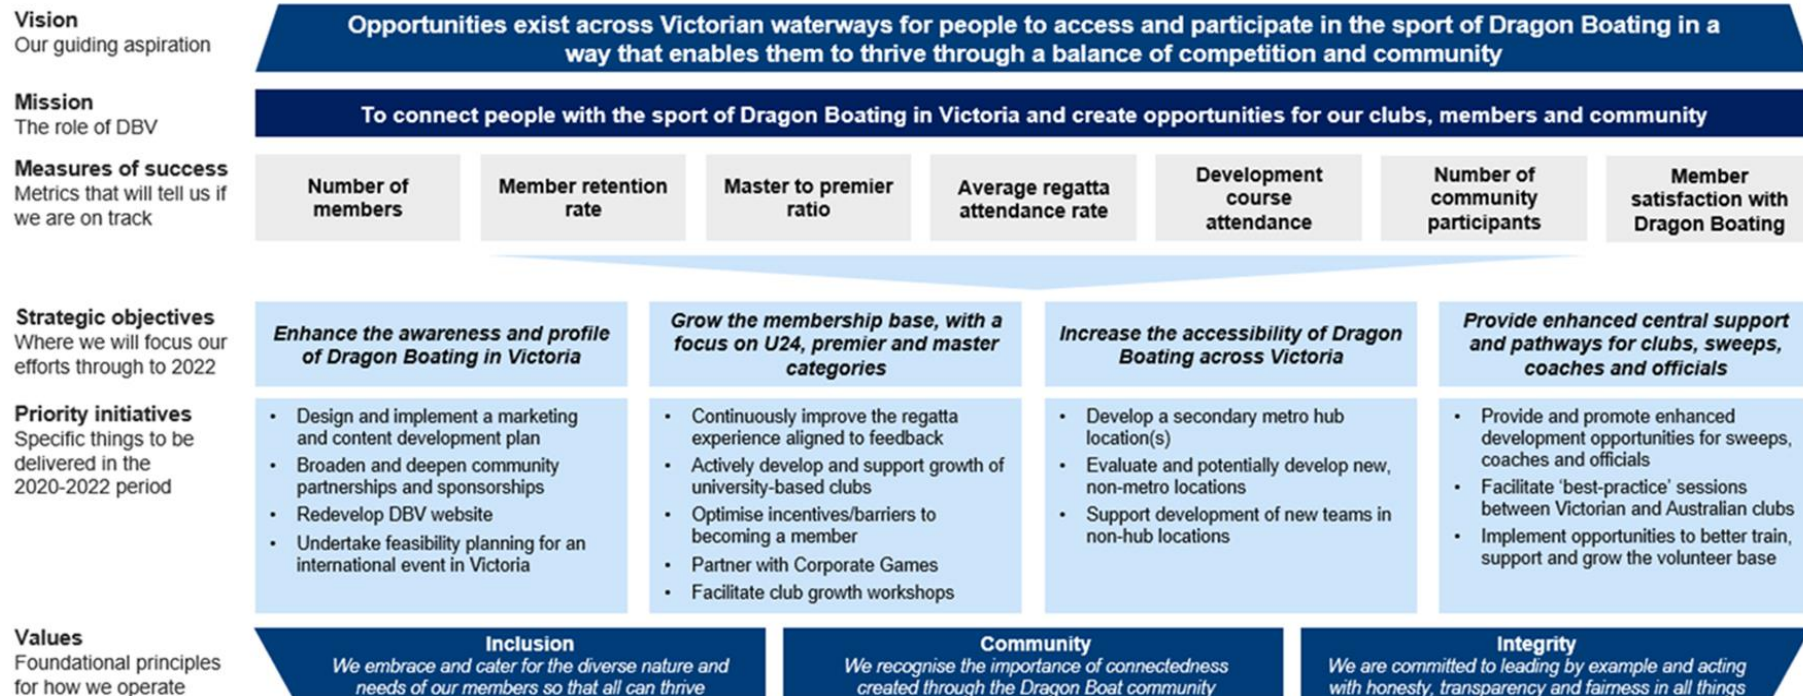 Vision
Our guiding aspiration
Opportunities exist across Victorian waterways for people to access and participate in the sport of Dragon Boating in a
way that enables them to thrive through a balance of competition and community
Mission
The role of DBV
To connect people with the sport of Dragon Boating in Victoria and create opportunities for our clubs, members and community
Measures of success
Metrics that will tell us if
we are on track
Number of
members
Member retention
rate
Master to premier
ratio
Average regatta
attendance rate
Development
course
attendance
Number of
community
participants
Member
satisfaction with
Dragon Boating
Strategic objectives
Where we will focus our
efforts through to 2022
Enhance the awareness and profile
of Dragon Boating in Victoria
Grow the membership base, with a
focus on U24, premier and master
categories
Increase the accessibility of Dragon
Boating across Victoria
Provide enhanced central support
and pathways for clubs, sweeps,
coaches and officials
Priority initiatives
Specific things to be
delivered in the
2020-2022 period
• Design and implement a marketing
and content development plan
• Broaden and deepen community
partnerships and sponsorships
• Redevelop DBV website
• Undertake feasibility planning for an
international event in Victoria
• Continuously improve the regatta
experience aligned to feedback
• Actively develop and support growth of
university-based clubs
• Optimise incentives/barriers to
becoming a member
• Partner with Corporate Games
• Facilitate club growth workshops
• Develop a secondary metro hub
location(s)
• Evaluate and potentially develop new,
non-metro locations
• Support development of new teams in
non-hub locations
• Provide and promote enhanced
development opportunities for sweeps,
coaches and officials
• Facilitate ‘best-practice’ sessions
between Victorian and Australian clubs
• Implement opportunities to better train,
support and grow the volunteer base
Values
Foundational principles
for how we operate
Inclusion
We embrace and cater for the diverse nature and
needs of our members so that all can thrive
Community
We recognise the importance of connectedness
created through the Dragon Boat community
Integrity
We are committed to leading by example and acting
with honesty, transparency and fairness in all things